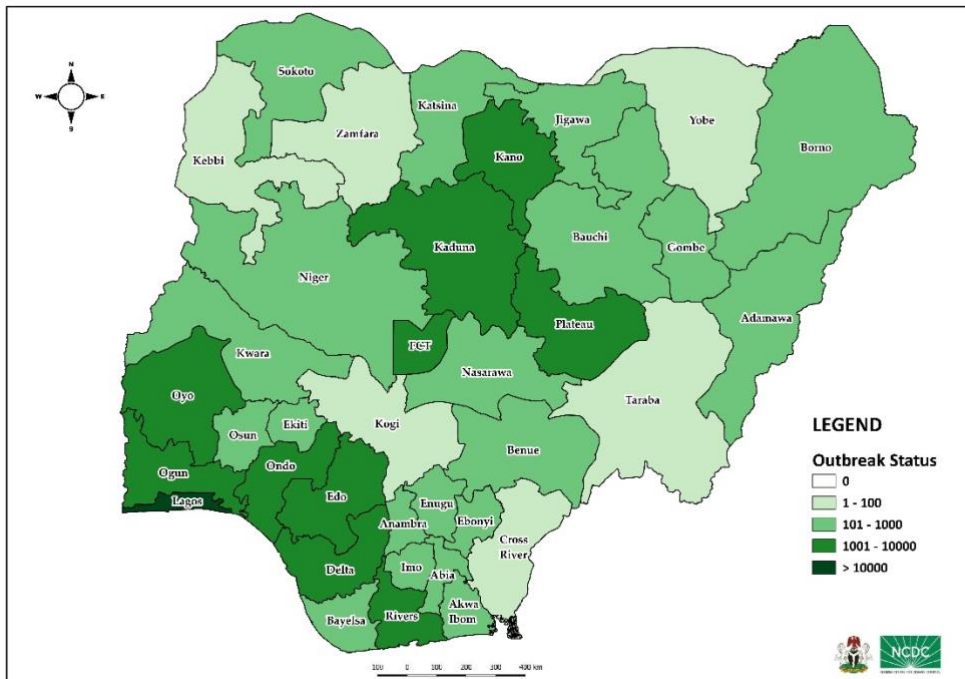 N
W E
S
Sokoto
Katsina
Jigawa
Yobe
Borno
Zamfara
Kebbi
Kano
Kaduna
Bauchi
Gombe
Niger
Adamawa
Plateau
FCT
Kwara
Nasarawa
Oyo
Taraba
Kogi
Ekiti
Osun
Benue
Ogun
Ondo
Lagos
Edo
Enugu
Anambra
Ebonyi
Cross
River
Delta
Imo
Abia
Akwa
Ibom
Rivers
Bayelsa
LEGEND
Outbreak Status
0
1 - 100
101 - 1000
1001 - 10000
> 10000
100 0 100 200 300 400 km
NCDC